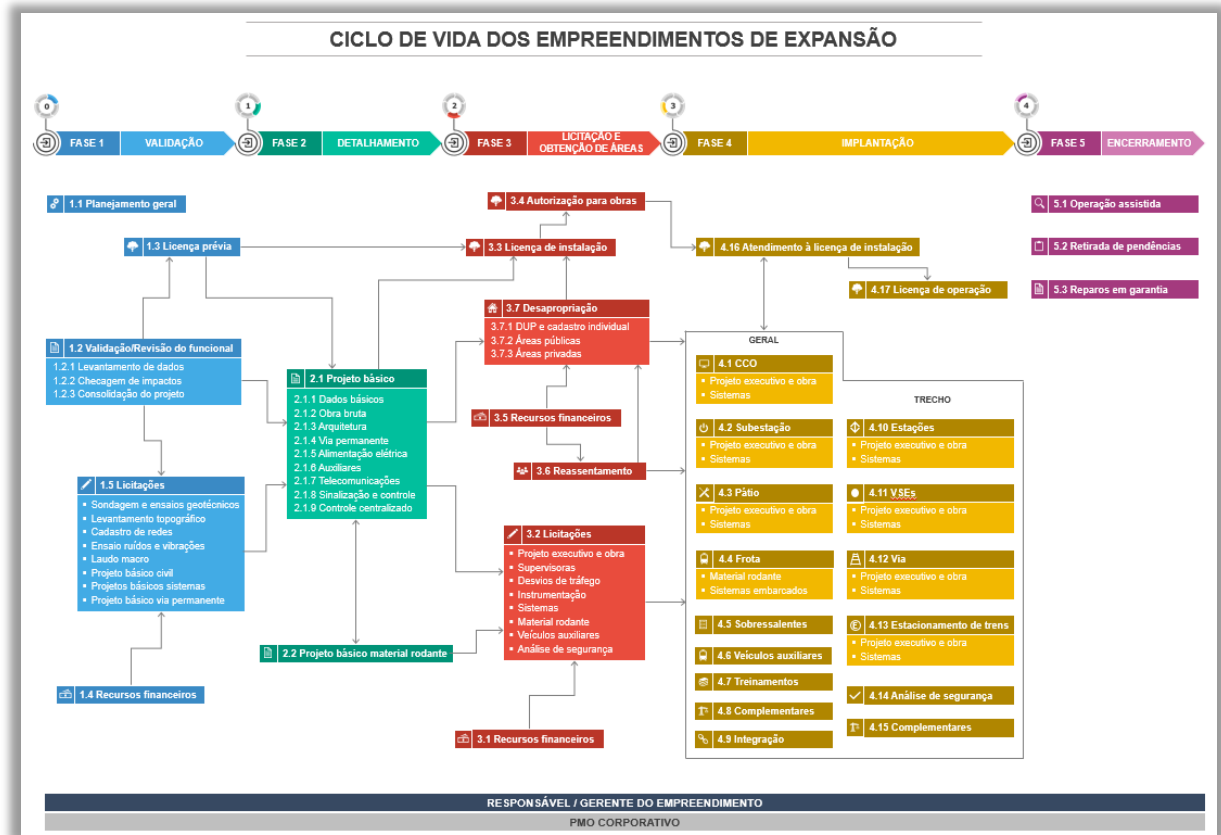 CICLO DE VIDA DOS EMPREENDIMENTOS DE EXPANSÃO
0
1
2
3
4
FASE 1
VALIDAÇÃO
FASE 2
DETALHAMENTO
FASE 3
LICITAÇÃO E
OBTENÇÃO DE ÁREAS
FASE 4
IMPLANTAÇÃO
FASE 5
ENCERRAMENTO
1.1 Planejamento geral
1.3 Licença prévia
1.2 Validação/Revisão do funcional
1.2.1 Levantamento de dados
1.2.2 Checagem de impactos
1.2.3 Consolidação do projeto
1.5 Licitações
▪ Sondagem e ensaios geotécnicos
▪ Levantamento topográfico
▪ Cadastro de redes
▪ Ensaio ruídos e vibrações
▪ Laudo macro
▪ Projeto básico civil
▪ Projetos básicos sistemas
▪ Projeto básico via permanente
1.4 Recursos financeiros
2.1 Projeto básico
2.1.1 Dados básicos
2.1.2 Obra bruta
2.1.3 Arquitetura
2.1.4 Via permanente
2.1.5 Alimentação elétrica
2.1.6 Auxiliares
2.1.7 Telecomunicações
2.1.8 Sinalização e controle
2.1.9 Controle centralizado
2.2 Projeto básico material rodante
3.4 Autorização para obras
3.3 Licença de instalação
3.7 Desapropriação
3.7.1 DUP e cadastro individual
3.7.2 Áreas públicas
3.7.3 Áreas privadas
3.5 Recursos financeiros
3.6 Reassentamento
3.2 Licitações
▪ Projeto executivo e obra
▪ Supervisoras
▪ Desvios de tráfego
▪ Instrumentação
▪ Sistemas
▪ Material rodante
▪ Veículos auxiliares
▪ Análise de segurança
3.1 Recursos financeiros
4.16 Atendimento à licença de instalação
4.17 Licença de operação
GERAL
4.1 CCO
▪ Projeto executivo e obra
▪ Sistemas
4.2 Subestação
▪ Projeto executivo e obra
▪ Sistemas
4.3 Pátio
▪ Projeto executivo e obra
▪ Sistemas
4.4 Frota
▪ Material rodante
▪ Sistemas embarcados
4.5 Sobressalentes
4.6 Veículos auxiliares
4.7 Treinamentos
4.8 Complementares
4.9 Integração
TRECHO
4.10 Estações
▪ Projeto executivo e obra
▪ Sistemas
4.11 VSEs
▪ Projeto executivo e obra
▪ Sistemas
4.12 Via
▪ Projeto executivo e obra
▪ Sistemas
E
4.13 Estacionamento de trens
▪ Projeto executivo e obra
▪ Sistemas
4.14 Análise de segurança
4.15 Complementares
5.1 Operação assistida
5.2 Retirada de pendências
5.3 Reparos em garantia
RESPONSÁVEL / GERENTE DO EMPREENDIMENTO
PMO CORPORATIVO